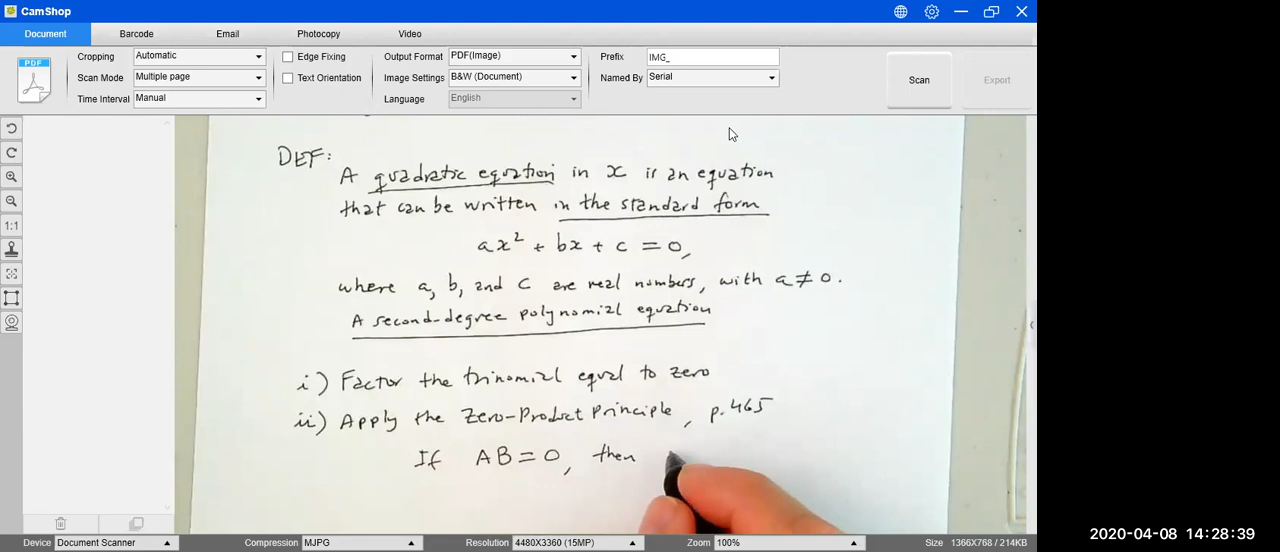 CamShop
Document Barcode Email Photocopy Video
PDF Cropping Automatic Edge Fixing Output Format PDF(Image) Prefix IMG_
Scan Mode Multiple page Text Orientation Image Settings B&W (Document) Named By Serial Scan Export
Time Interval Manual Language English
1:1
DEF:
A quadratic equation in x is an equation
that can be written in the standard form
ax² + bx + c = 0,
where a, b, and c are real numbers, with a ≠ 0.
A second-degree polynomial equation
i) Factor the trinomial equal to zero
ii) Apply the Zero-Product Principle, p.465
If AB = 0, then
Device Document Scanner Compression MJPG Resolution 4480X3360 (15MP) Zoom 100% Size 1366X768 / 214KB
2020-04-08 14:28:39